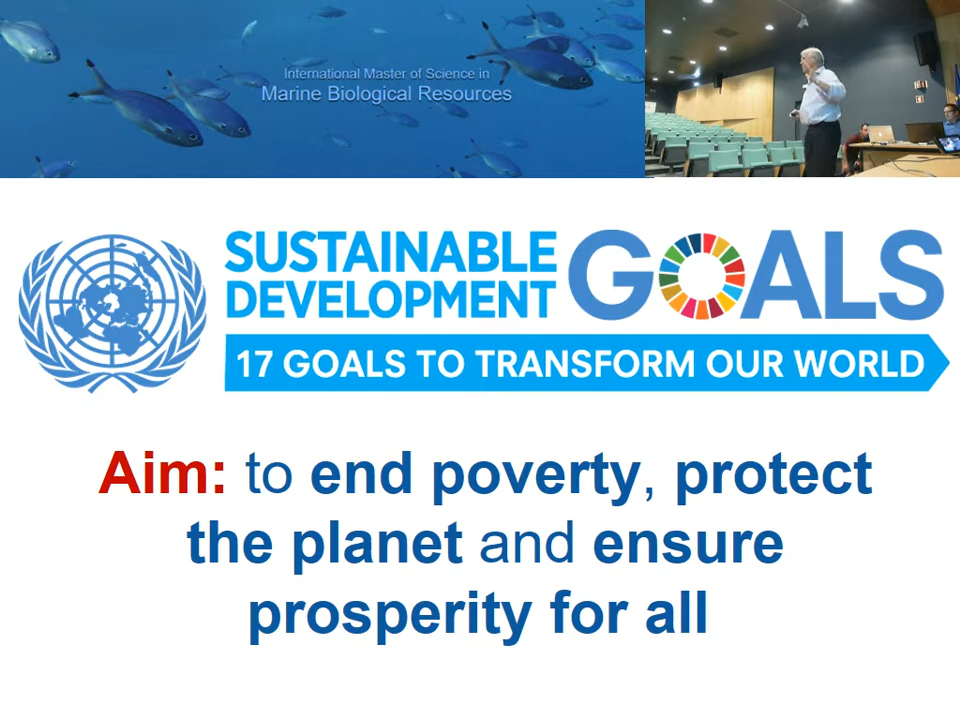 International Master of Science in
Marine Biological Resources
SUSTAINABLE
DEVELOPMENT
GOALS
17 GOALS TO TRANSFORM OUR WORLD
Aim: to end poverty, protect
the planet and ensure
prosperity for all